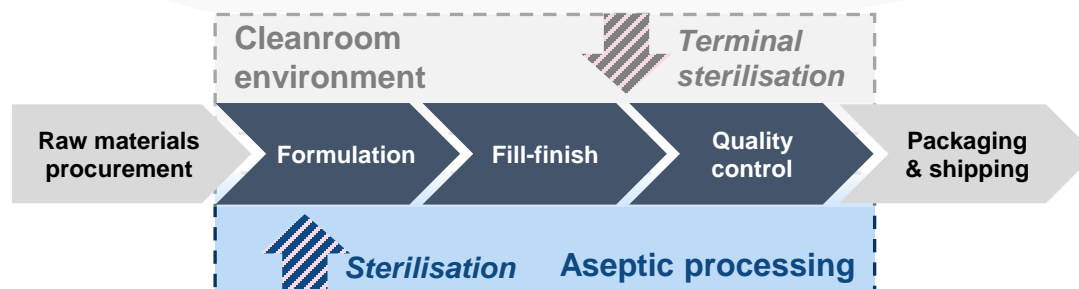 Cleanroom
environment
Terminal
sterilisation
Raw materials
procurement
Formulation
Fill-finish
Quality
control
Packaging
& shipping
Sterilisation
Aseptic processing